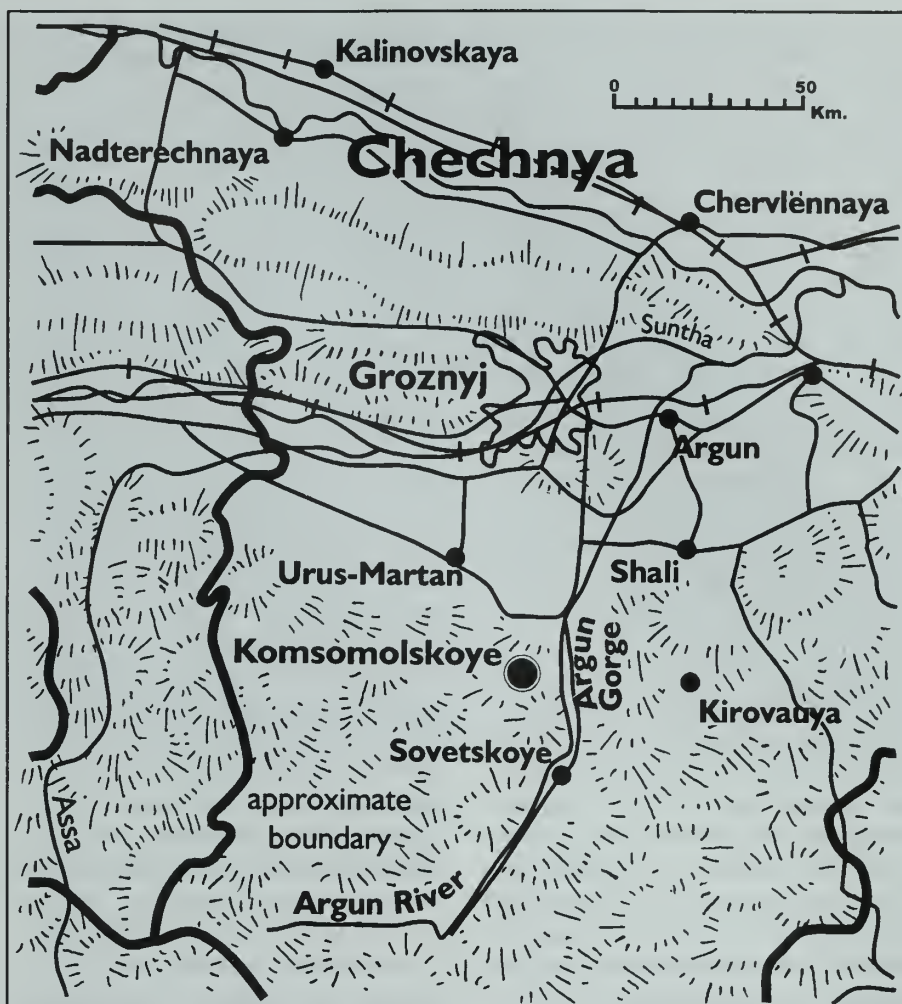 Kalinovskaya
0 50
Km.
Nadterechnaya
Chechnya
Chervlënnaya
Suntha
Groznyj
Argun
Urus-Martan
Shali
Komsomolskoye
Argun
Gorge
Kirovauya
Sovetskoye
approximate
boundary
Assa
Argun River